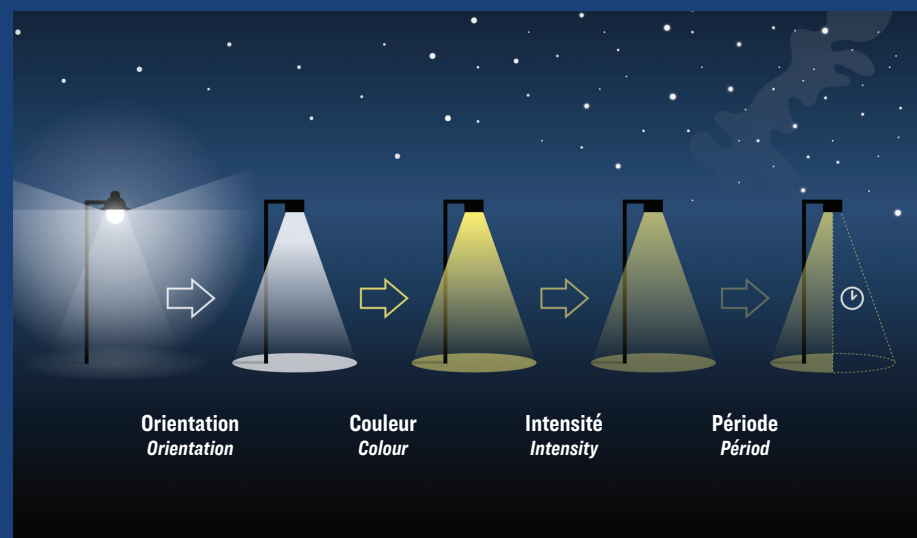 Orientation
Orientation
Couleur
Colour
Intensité
Intensity
Période
Périod